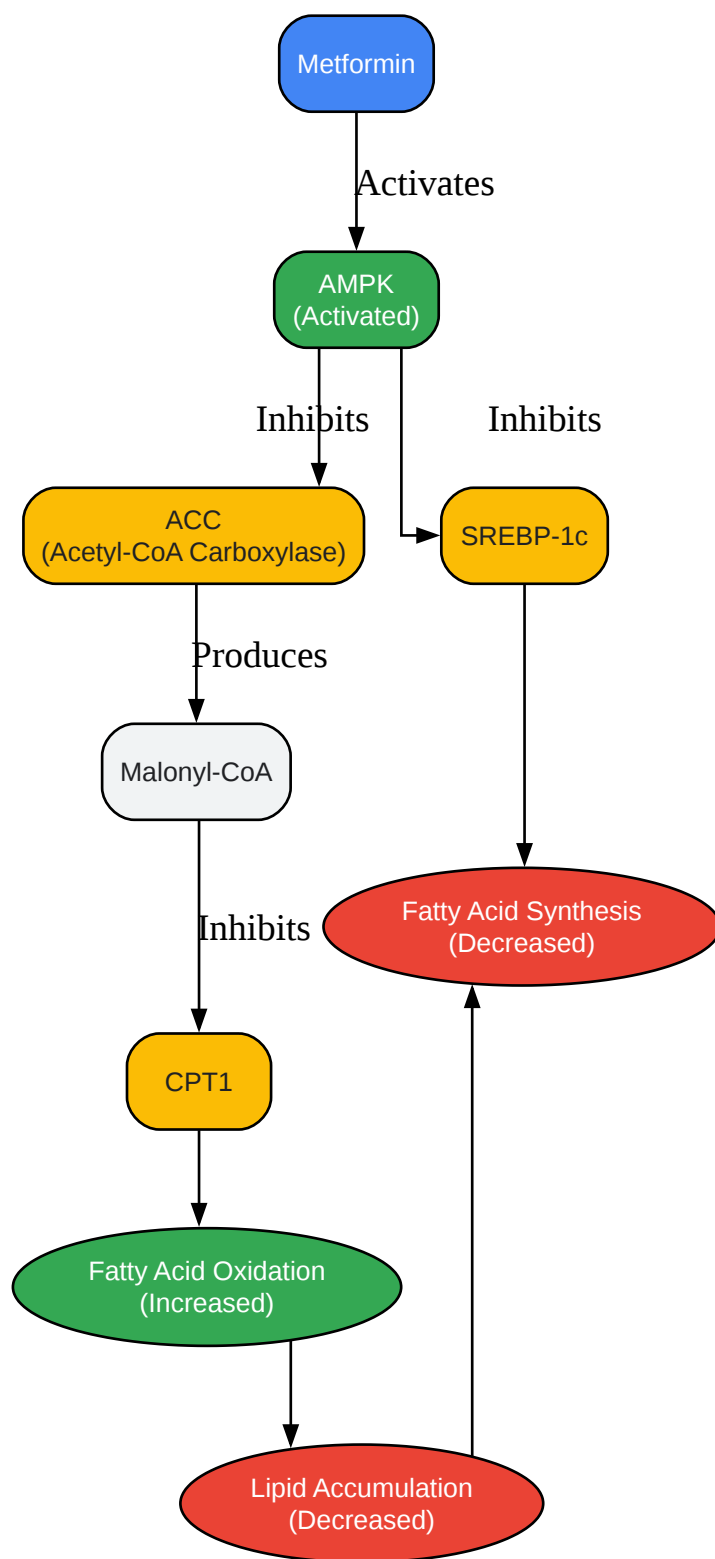 Metformin
Activates
AMPK
(Activated)
Inhibits
Inhibits
ACC
(Acetyl-CoA Carboxylase)
SREBP-1c
Produces
Malonyl-CoA
Inhibits
Fatty Acid Synthesis
(Decreased)
CPT1
Fatty Acid Oxidation
(Increased)
Lipid Accumulation
(Decreased)